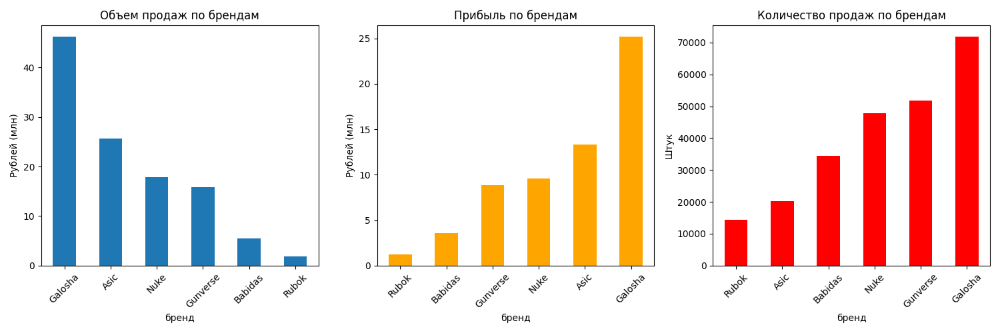 Объем продаж по брендам
Рублей (млн)
40
30
20
10
0
Galosha
Asic
Nuke
Gunverse
Babidas
Rubok
бренд
Прибыль по брендам
Рублей (млн)
25
20
15
10
5
0
Rubok
Babidas
Gunverse
Nuke
Asic
Galosha
бренд
Количество продаж по брендам
Штук
70000
60000
50000
40000
30000
20000
10000
0
Rubok
Asic
Babidas
Nuke
Gunverse
Galosha
бренд